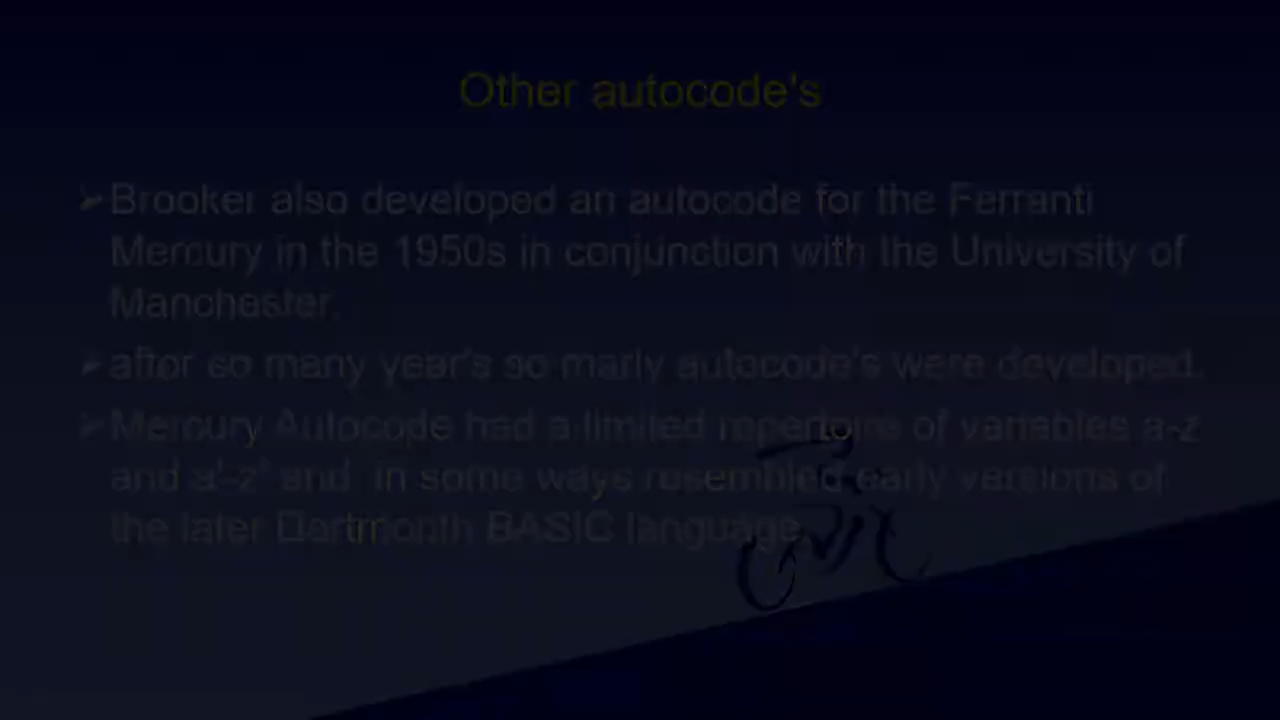 Other autocode's
Brooker also developed an autocode for the Ferranti
Mercury in the 1950s in conjunction with the University of
Manchester.
after so many year's so many autocode's were developed.
Mercury Autocode had a limited repertoire of variables a-z
and a'-z' and in some ways resembled early versions of
the later Dartmouth BASIC language.